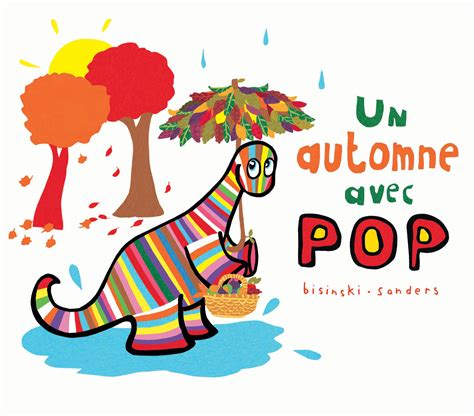 UN
automne
avec
POP
bisinski • sanders